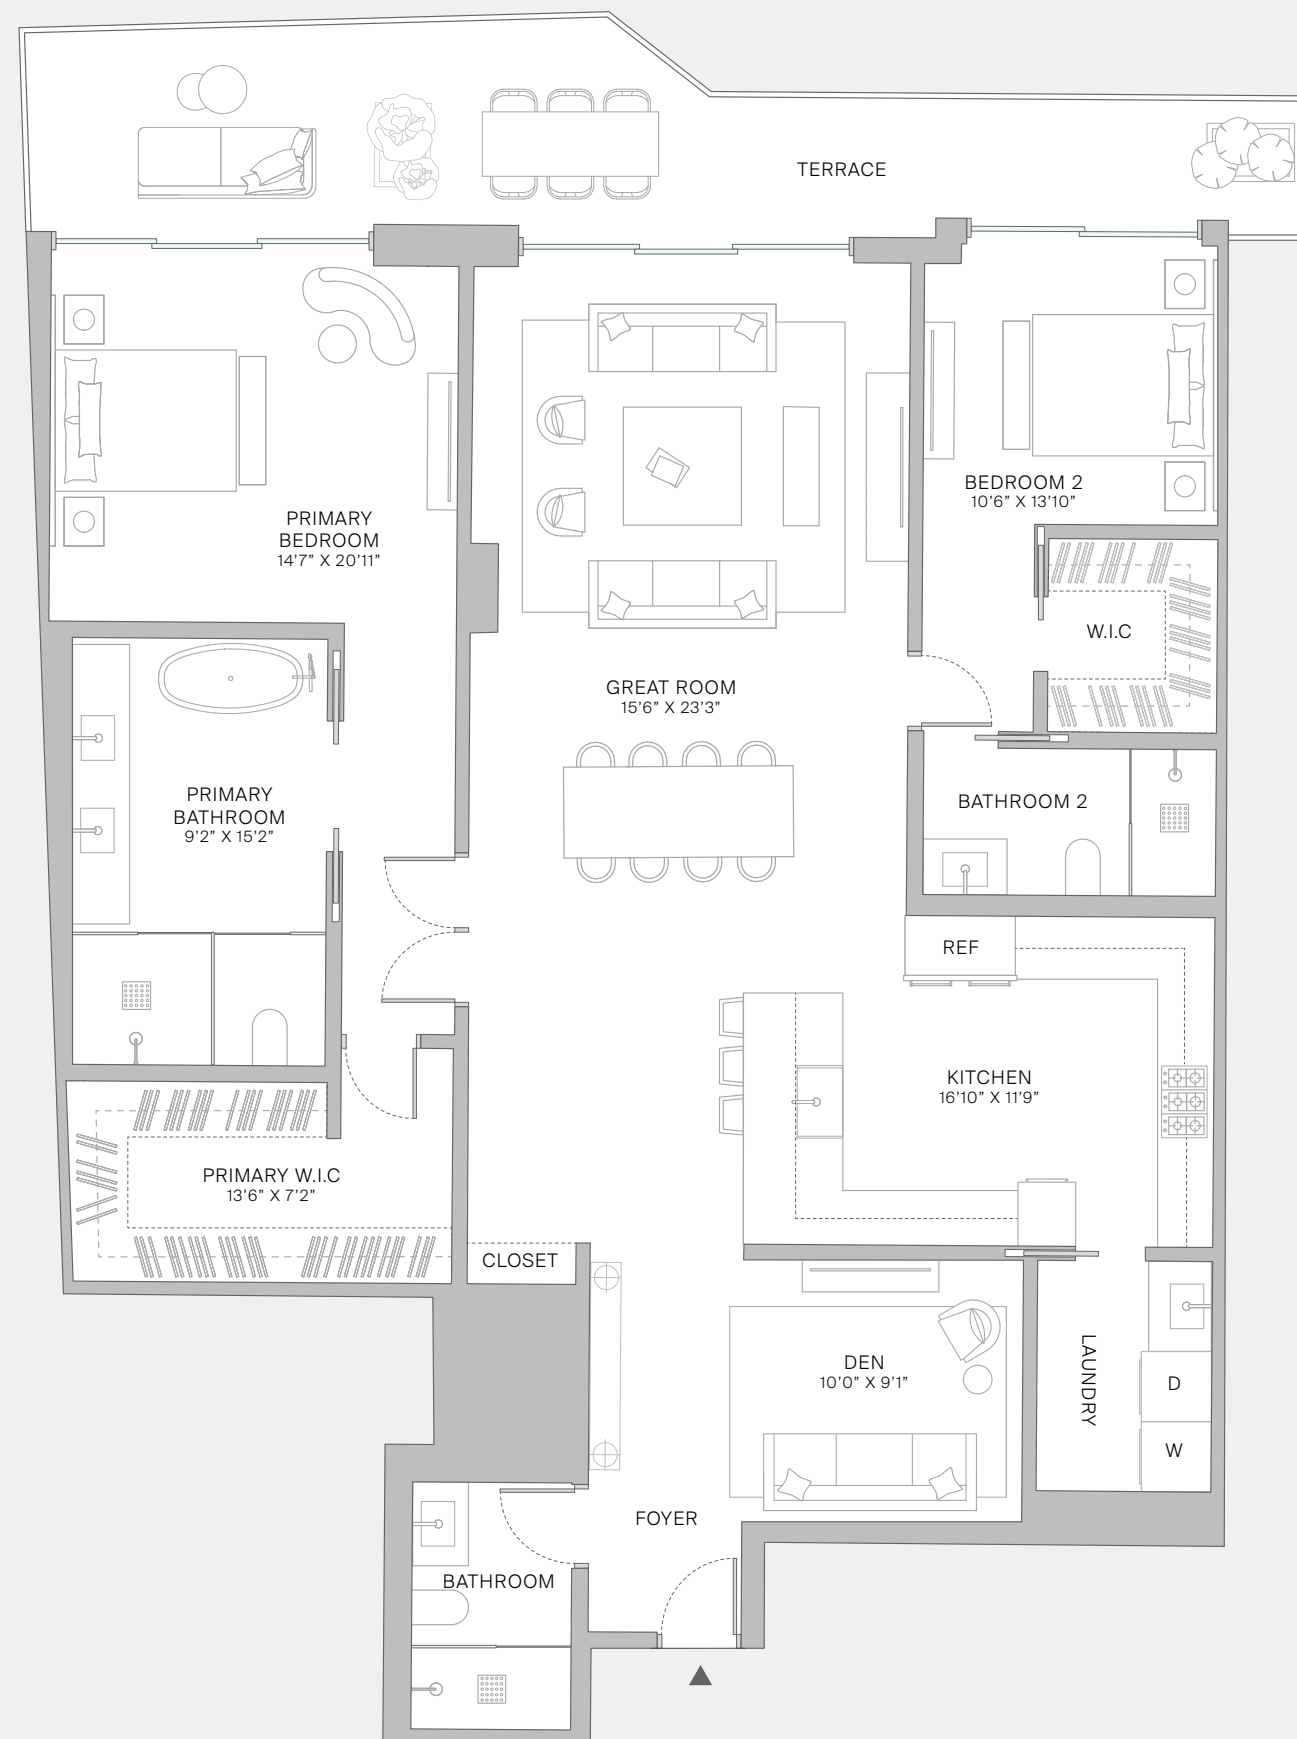 TERRACE
PRIMARY
BEDROOM
14’7” X 20’11”
BEDROOM 2
10’6” X 13’10”
W.I.C
GREAT ROOM
15’6” X 23’3”
PRIMARY
BATHROOM
9’2” X 15’2”
BATHROOM 2
REF
KITCHEN
16’10” X 11’9”
PRIMARY W.I.C
13’6” X 7’2”
CLOSET
DEN
10’0” X 9’1”
LAUNDRY
D
W
FOYER
BATHROOM